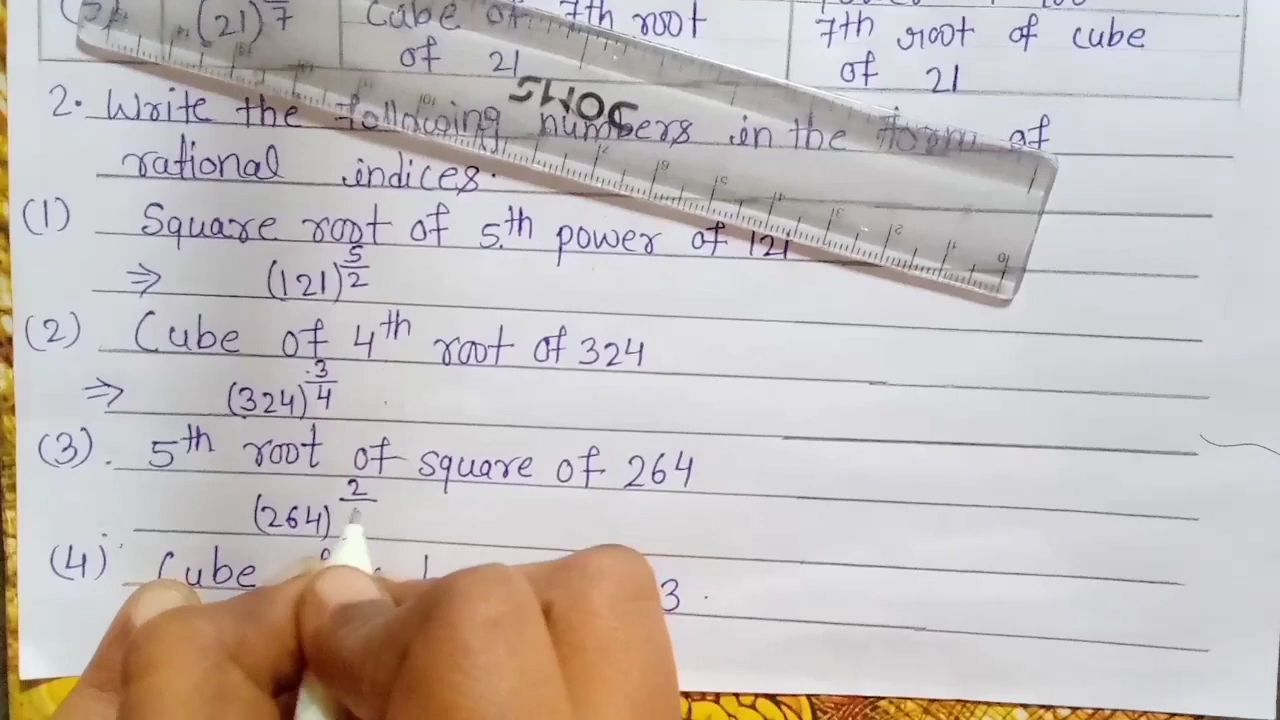 (21)^7 Cube of 7th root 7th root of cube
of 21 of 21
2. Write the following numbers in the form of
rational indices.
(1) Square root of 5th power of 121
⇒ (121)^5/2
(2) Cube of 4th root of 324
⇒ (324)^3/4
(3). 5th root of square of 264
(264)^2/
(4) Cube 3.